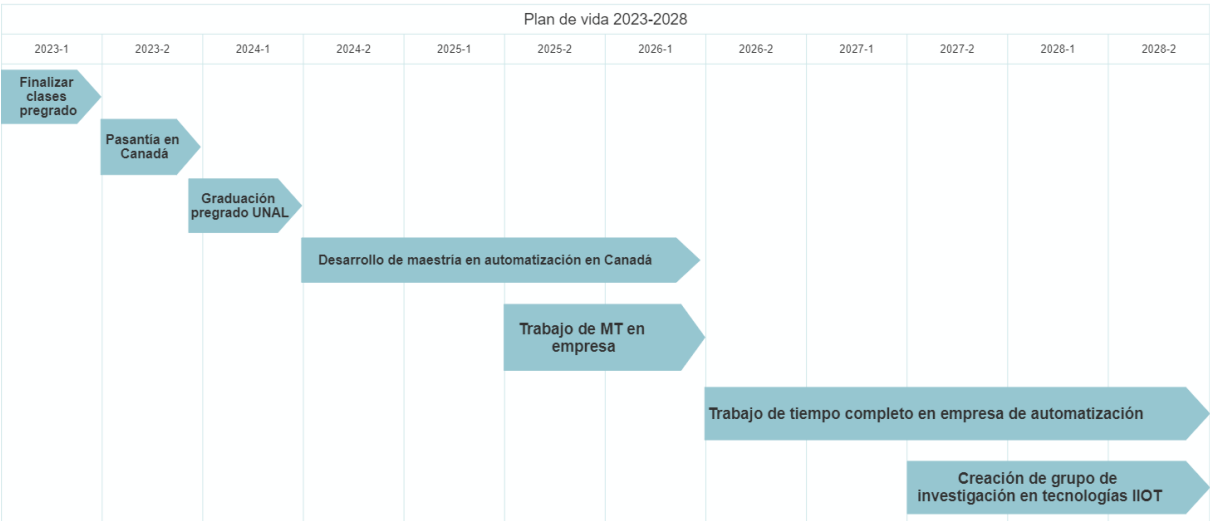 Plan de vida 2023-2028
2023-1 2023-2 2024-1 2024-2 2025-1 2025-2 2026-1 2026-2 2027-1 2027-2 2028-1 2028-2
Finalizar
clases
pregrado
Pasantía en
Canadá
Graduación
pregrado UNAL
Desarrollo de maestría en automatización en Canadá
Trabajo de MT en
empresa
Trabajo de tiempo completo en empresa de automatización
Creación de grupo de
investigación en tecnologías IIOT